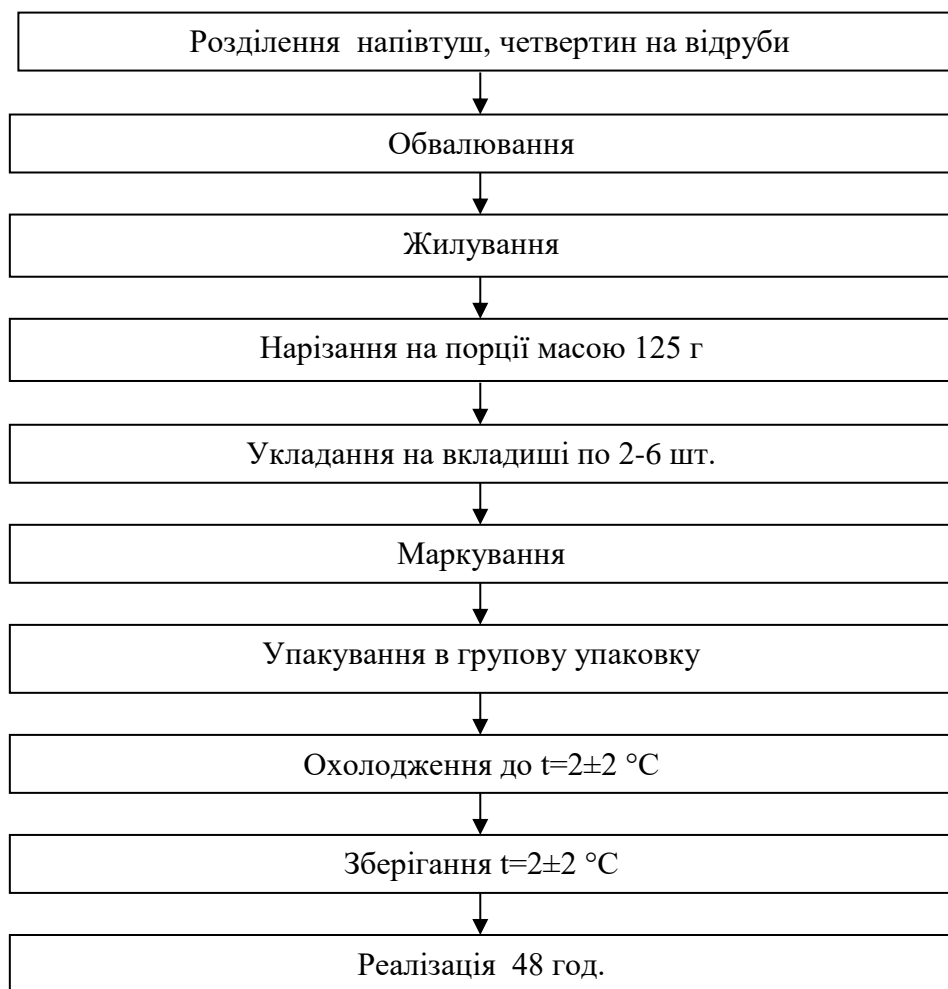 Розділення напівтуш, четвертин на відруби
Обвалювання
Жилування
Нарізання на порції масою 125 г
Укладання на вкладиші по 2-6 шт.
Маркування
Упакування в групову упаковку
Охолодження до t=2±2 °С
Зберігання t=2±2 °С
Реалізація 48 год.